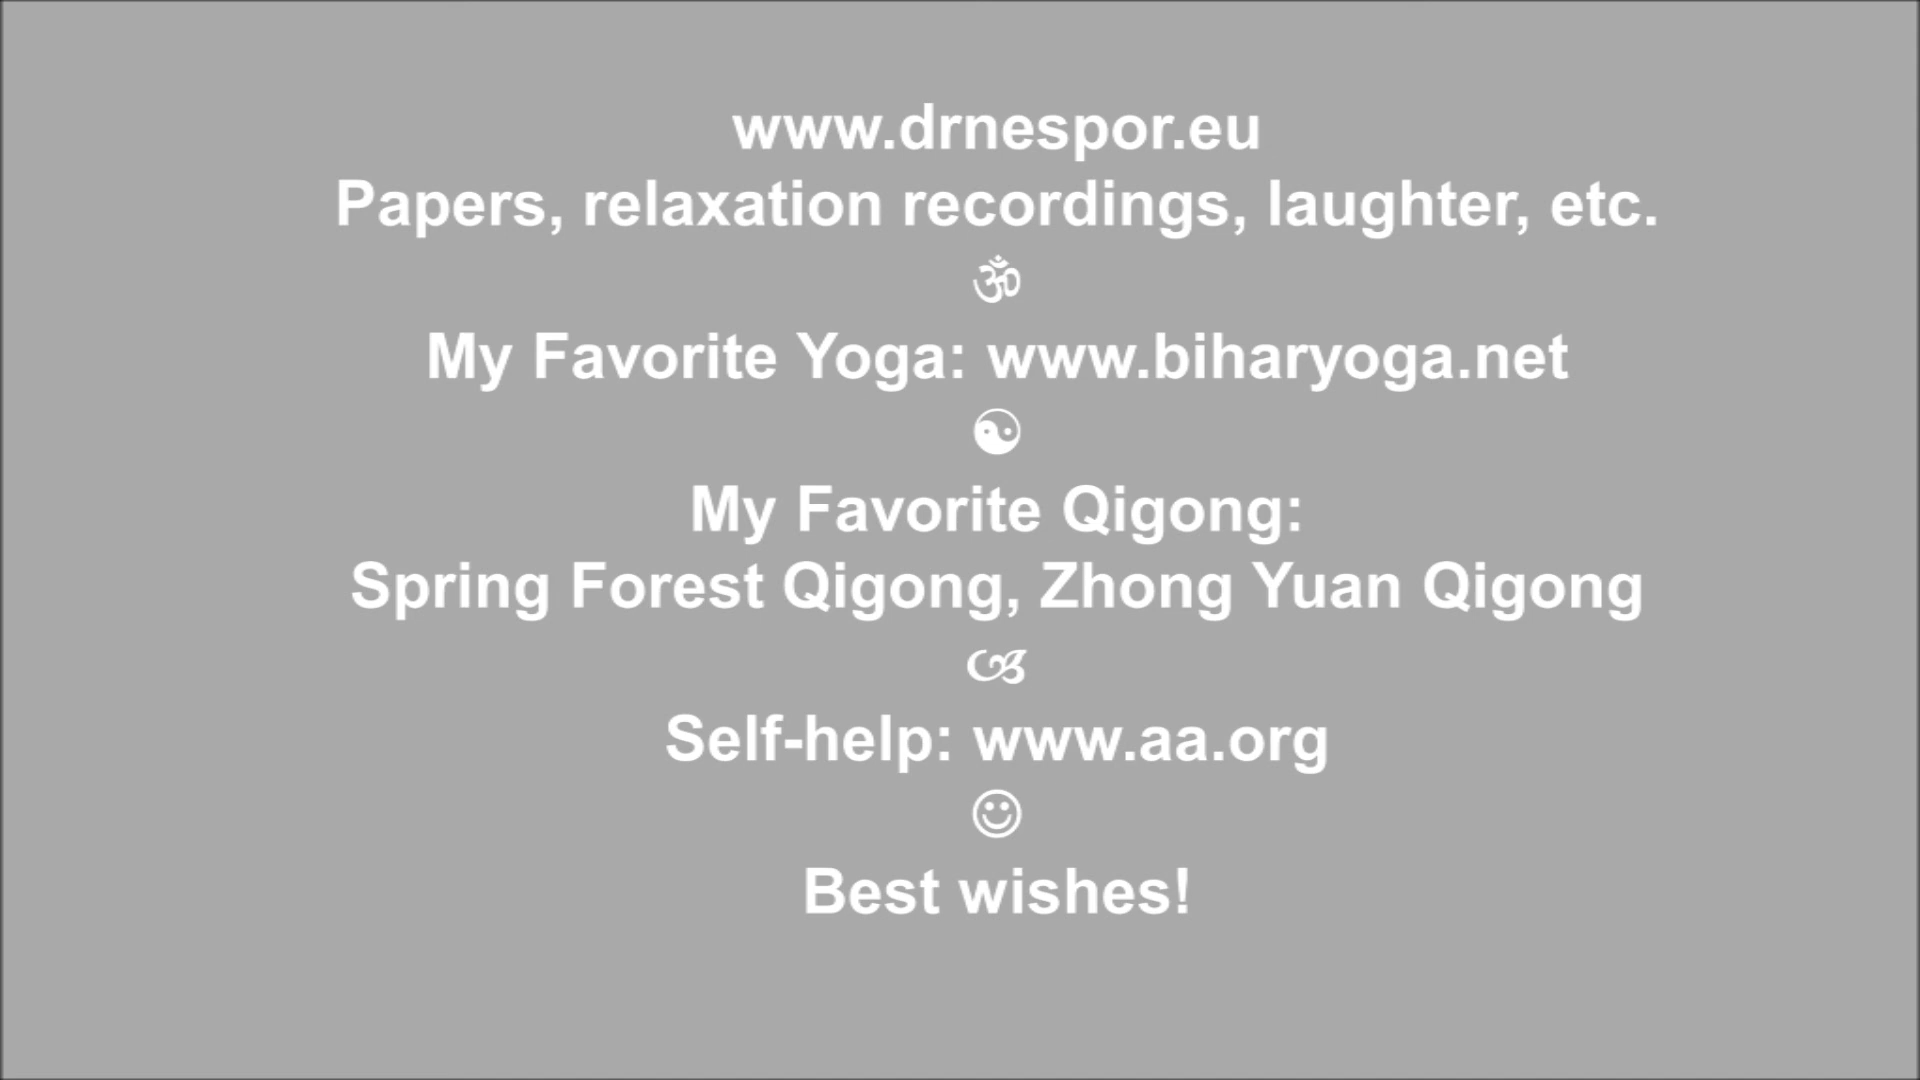 www.drnespor.eu
Papers, relaxation recordings, laughter, etc.
ॐ
My Favorite Yoga: www.biharyoga.net
☯
My Favorite Qigong:
Spring Forest Qigong, Zhong Yuan Qigong
🙚
Self-help: www.aa.org
☺
Best wishes!